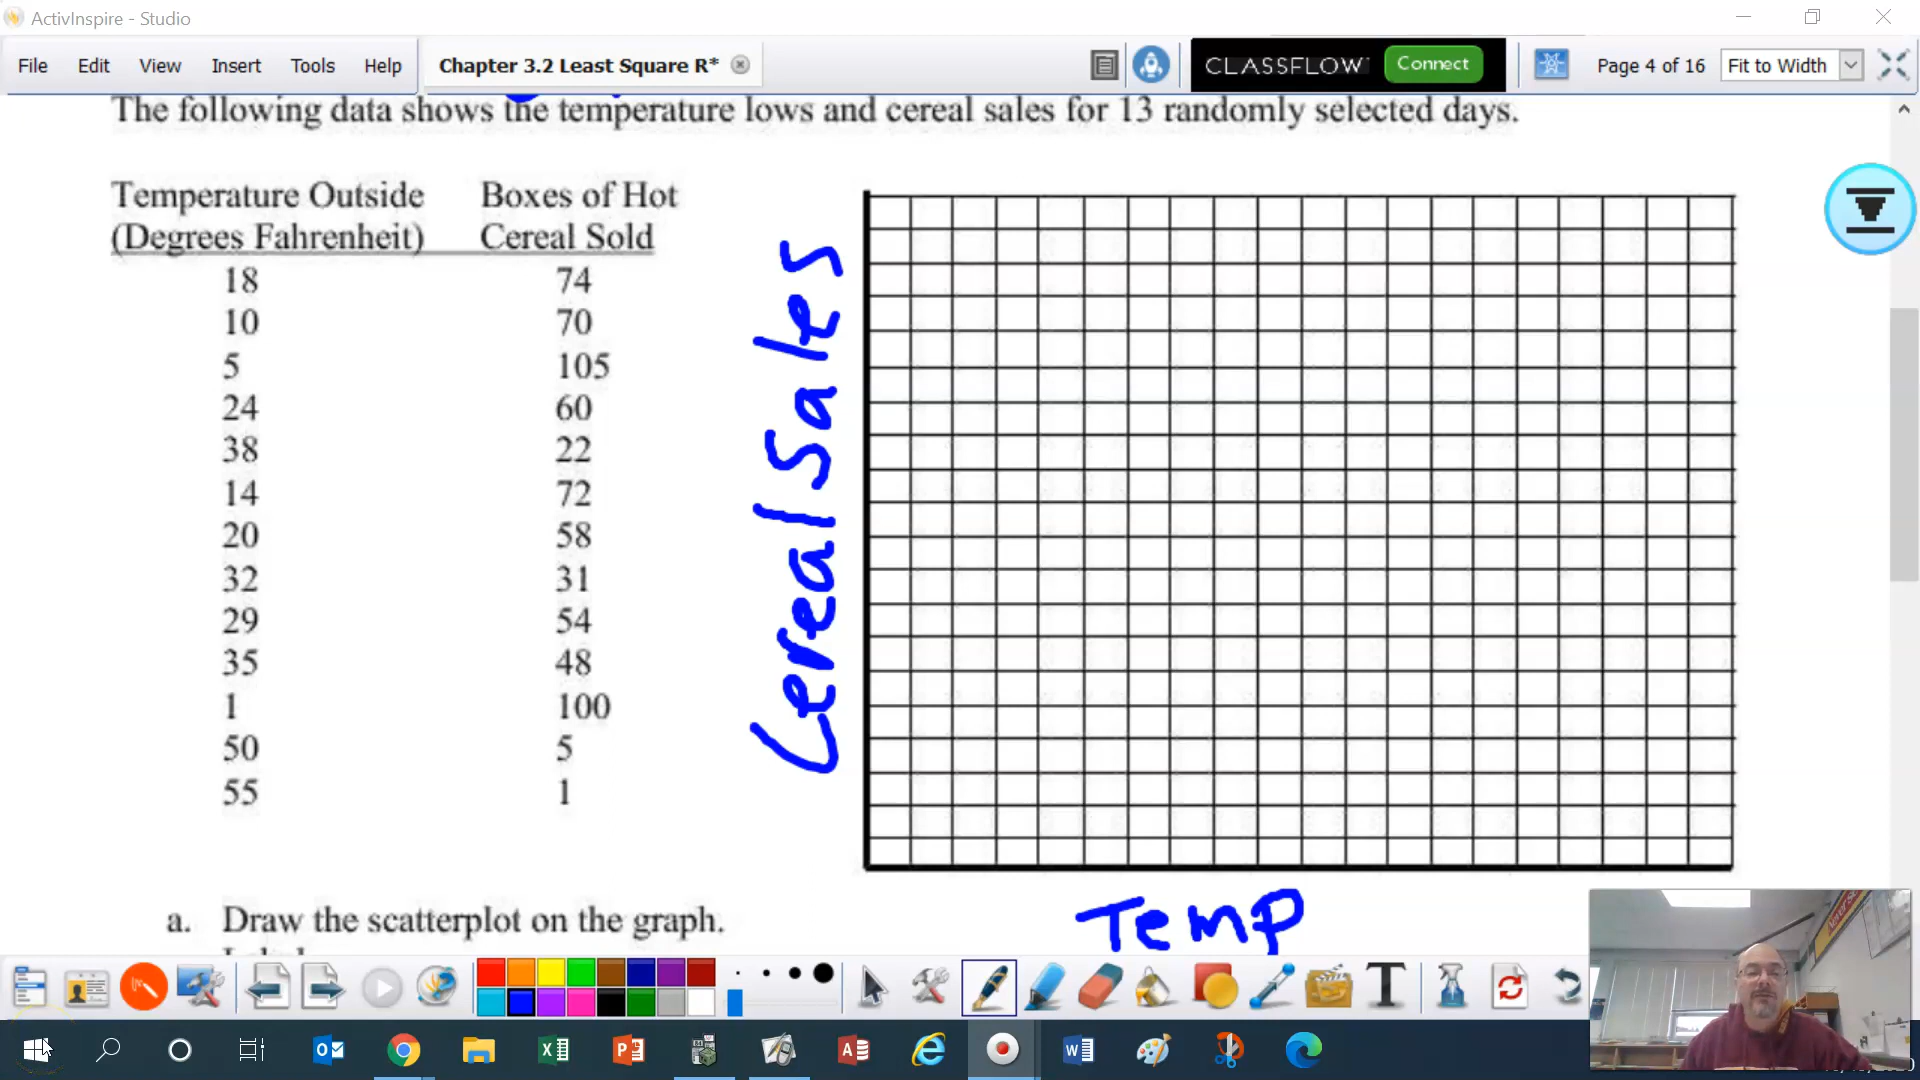 ActivInspire - Studio
File Edit View Insert Tools Help
Chapter 3.2 Least Square R*
CLASSFLOW Connect
Page 4 of 16
Fit to Width
The following data shows the temperature lows and cereal sales for 13 randomly selected days.
Temperature Outside Boxes of Hot
(Degrees Fahrenheit) Cereal Sold
18 74
10 70
5 105
24 60
38 22
14 72
20 58
32 31
29 54
35 48
1 100
50 5
55 1
Cereal Sales
Temp
a. Draw the scatterplot on the graph.